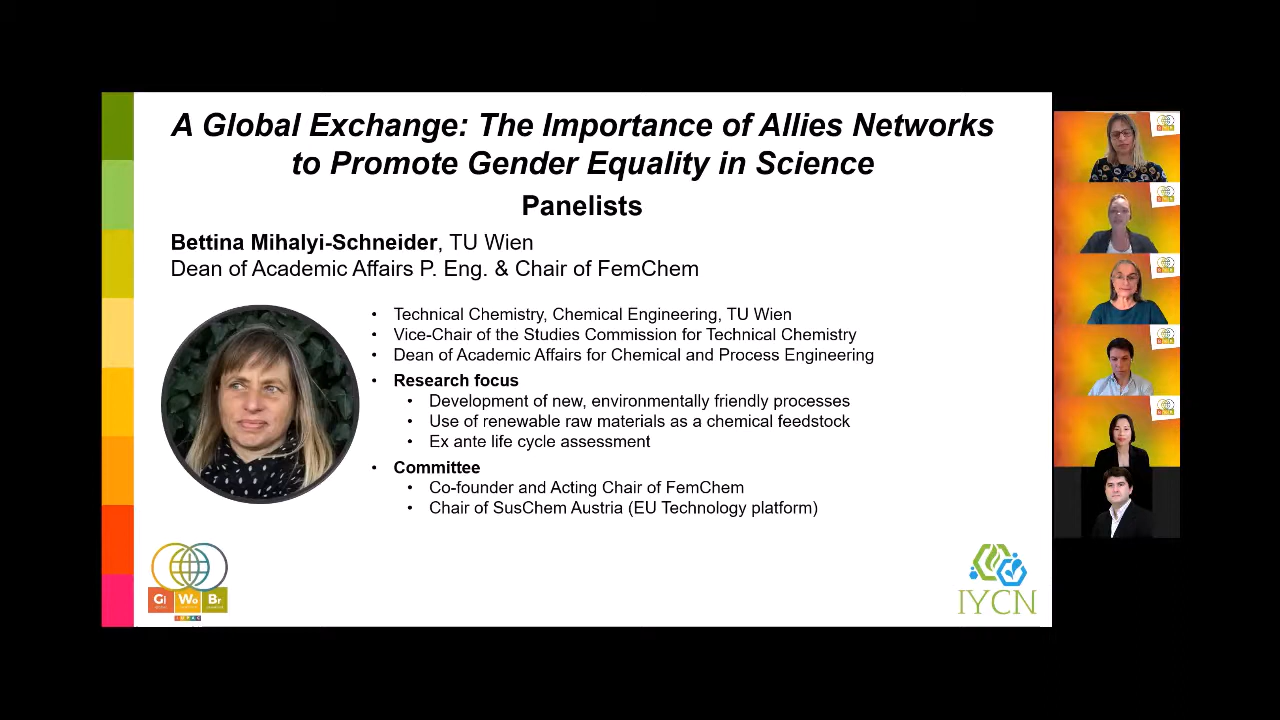 A Global Exchange: The Importance of Allies Networks
to Promote Gender Equality in Science
Panelists
Bettina Mihalyi-Schneider, TU Wien
Dean of Academic Affairs P. Eng. & Chair of FemChem
• Technical Chemistry, Chemical Engineering, TU Wien
• Vice-Chair of the Studies Commission for Technical Chemistry
• Dean of Academic Affairs for Chemical and Process Engineering
• Research focus
• Development of new, environmentally friendly processes
• Use of renewable raw materials as a chemical feedstock
• Ex ante life cycle assessment
• Committee
• Co-founder and Acting Chair of FemChem
• Chair of SusChem Austria (EU Technology platform)
Gi Wo Br
IYCN